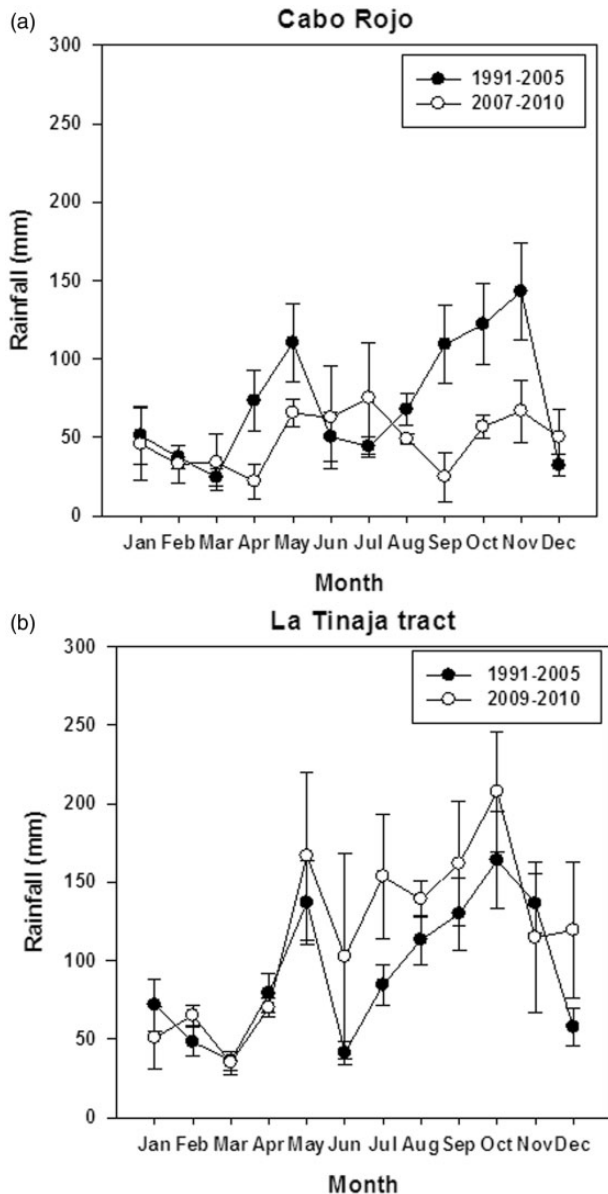 (a)
Cabo Rojo
300
250
200
150
100
50
0
Rainfall (mm)
1991-2005
2007-2010
Jan Feb Mar Apr May Jun Jul Aug Sep Oct Nov Dec
Month
(b)
La Tinaja tract
300
250
200
150
100
50
0
Rainfall (mm)
1991-2005
2009-2010
Jan Feb Mar Apr May Jun Jul Aug Sep Oct Nov Dec
Month